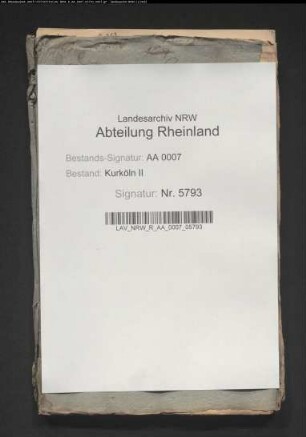 Landesarchiv NRW
Abteilung Rheinland
Bestands-Signatur: AA 0007
Bestand: Kurköln II
Signatur: Nr. 5793
LAV_NRW_R_AA_0007_05793